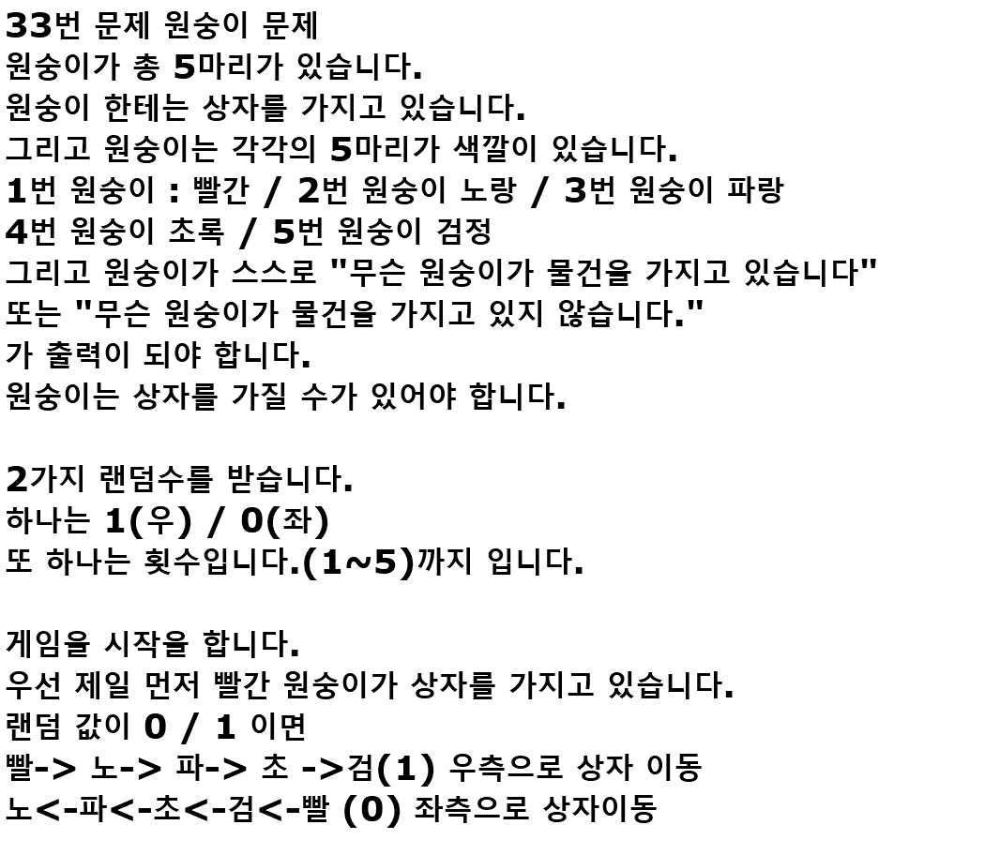 33번 문제 원숭이 문제
원숭이가 총 5마리가 있습니다.
원숭이 한테는 상자를 가지고 있습니다.
그리고 원숭이는 각각의 5마리가 색깔이 있습니다.
1번 원숭이 : 빨간 / 2번 원숭이 노랑 / 3번 원숭이 파랑
4번 원숭이 초록 / 5번 원숭이 검정
그리고 원숭이가 스스로 "무슨 원숭이가 물건을 가지고 있습니다"
또는 "무슨 원숭이가 물건을 가지고 있지 않습니다."
가 출력이 되야 합니다.
원숭이는 상자를 가질 수가 있어야 합니다.
2가지 랜덤수를 받습니다.
하나는 1(우) / 0(좌)
또 하나는 횟수입니다.(1~5)까지 입니다.
게임을 시작을 합니다.
우선 제일 먼저 빨간 원숭이가 상자를 가지고 있습니다.
랜덤 값이 0 / 1 이면
빨-> 노-> 파-> 초 ->검(1) 우측으로 상자 이동
노<-파<-초<-검<-빨 (0) 좌측으로 상자이동